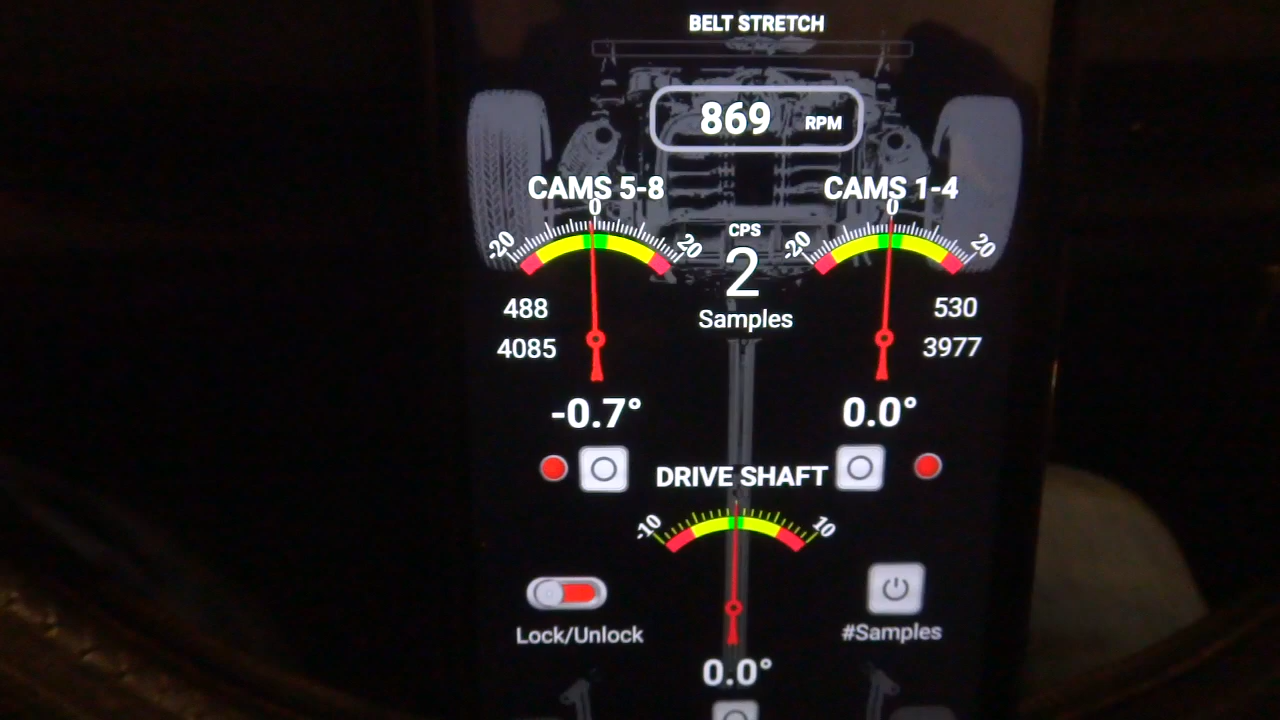 BELT STRETCH
869 RPM
CAMS 5-8
CAMS 1-4
0
0
-20
20
-20
20
CPS
2
Samples
488
530
4085
3977
-0.7°
0.0°
DRIVE SHAFT
-10
10
Lock/Unlock
#Samples
0.0°